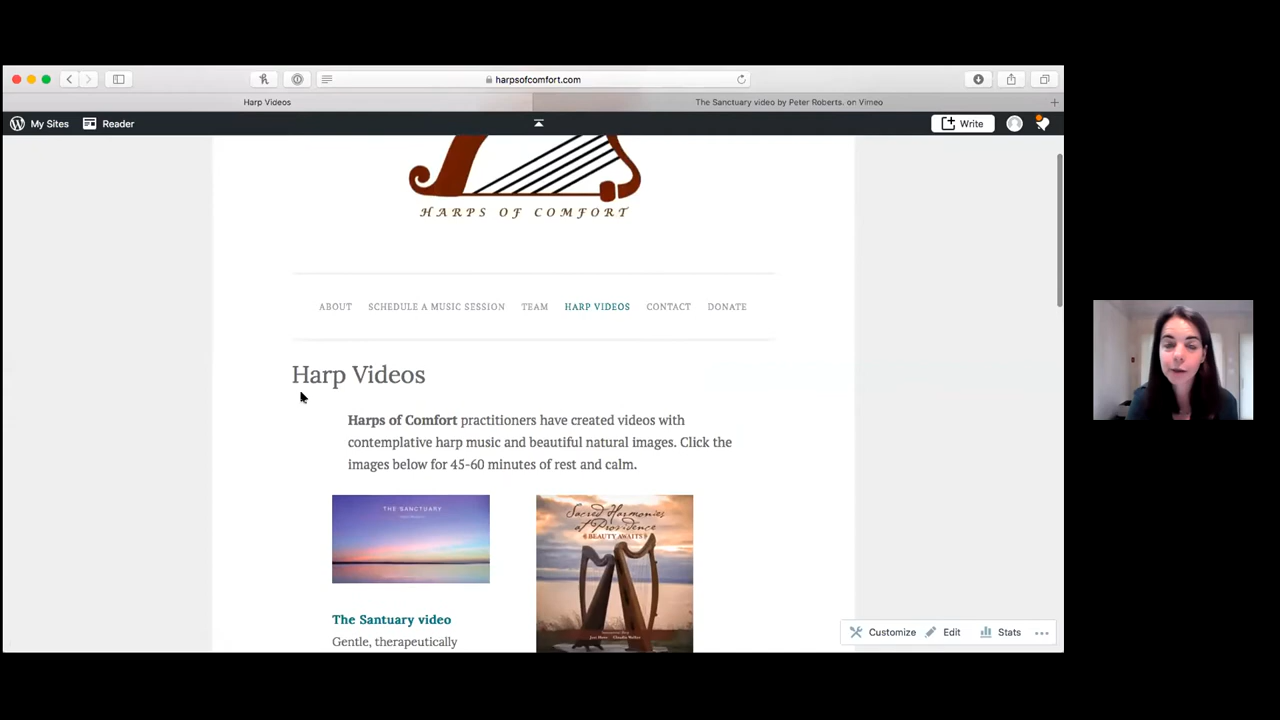 harpsofcomfort.com
Harp Videos
The Sanctuary video by Peter Roberts. on Vimeo
My Sites
Reader
Write
HARPS OF COMFORT
ABOUT
SCHEDULE A MUSIC SESSION
TEAM
HARP VIDEOS
CONTACT
DONATE
Harp Videos
Harps of Comfort practitioners have created videos with
contemplative harp music and beautiful natural images. Click the
images below for 45-60 minutes of rest and calm.
THE SANCTUARY
Sacred Harmonies
at Providence
BEAUTY AWAITS
The Santuary video
Gentle, therapeutically
Customize
Edit
Stats